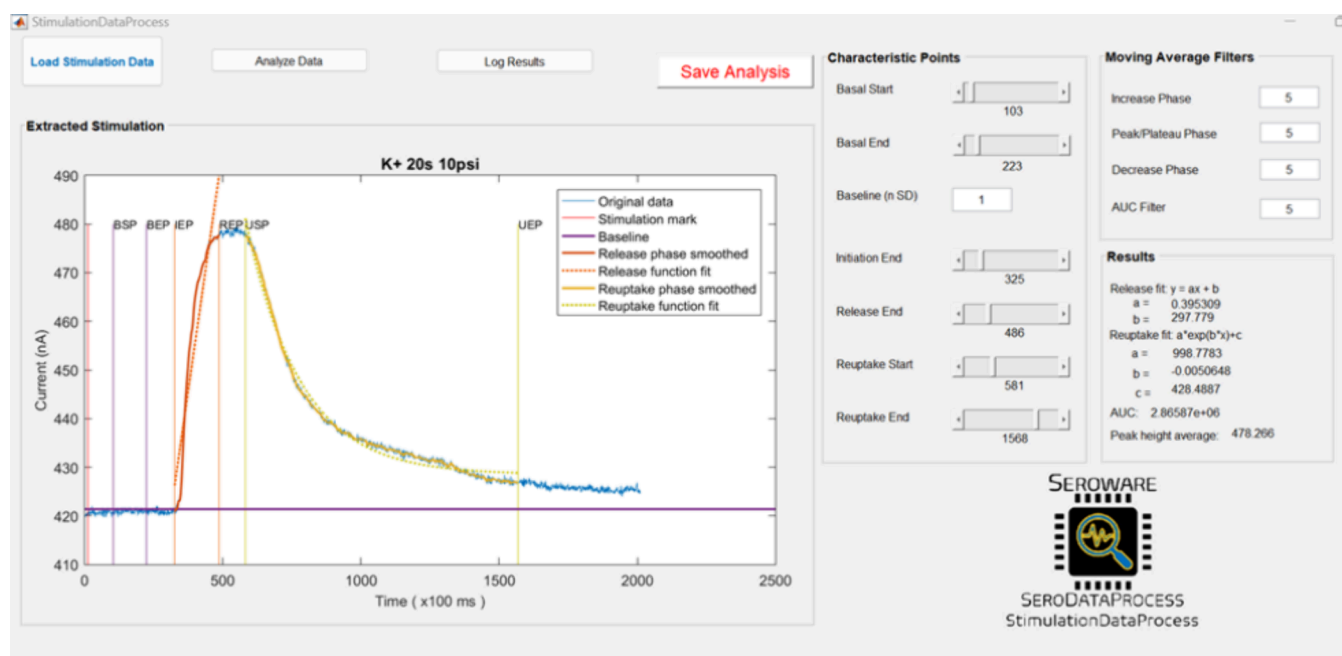 StimulationDataProcess
Load Stimulation Data
Analyze Data
Log Results
Save Analysis
Extracted Stimulation
K+ 20s 10psi
490
480
470
460
450
440
430
420
410
Current (nA)
BSP
BEP
IEP
REP
USP
UEP
Original data
Stimulation mark
Baseline
Release phase smoothed
Release function fit
Reuptake phase smoothed
Reuptake function fit
0
500
1000
1500
2000
2500
Time ( x100 ms )
Characteristic Points
Basal Start
103
Basal End
223
Baseline (n SD)
1
Initiation End
325
Release End
486
Reuptake Start
581
Reuptake End
1568
Moving Average Filters
Increase Phase
5
Peak/Plateau Phase
5
Decrease Phase
5
AUC Filter
5
Results
Release fit: y = ax + b
a = 0.395309
b = 297.779
Reuptake fit: a*exp(b*x)+c
a = 998.7783
b = -0.0050648
c = 428.4887
AUC: 2.86587e+06
Peak height average: 478.266
SEROWARE
SERODATAPROCESS
StimulationDataProcess